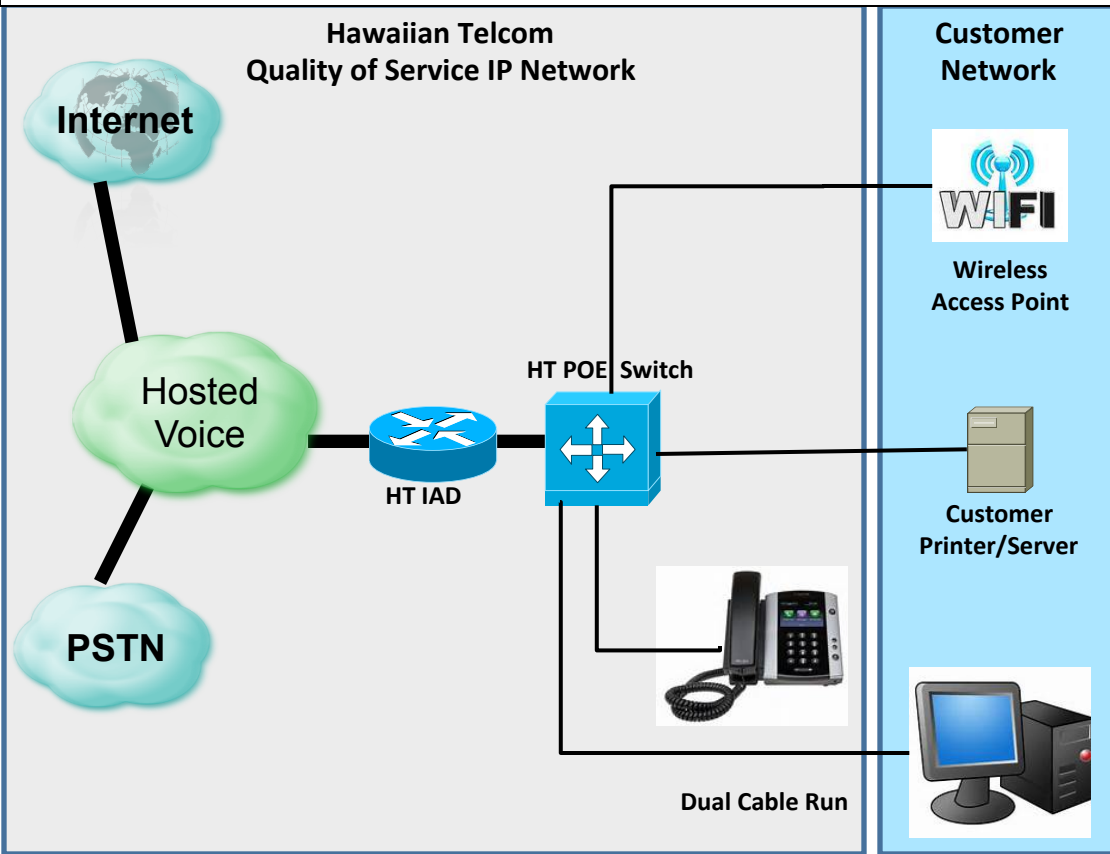 Hawaiian Telcom
Quality of Service IP Network
Customer
Network
Internet
WIFI
Wireless
Access Point
HT POE Switch
Hosted
Voice
HT IAD
Customer
Printer/Server
PSTN
Dual Cable Run